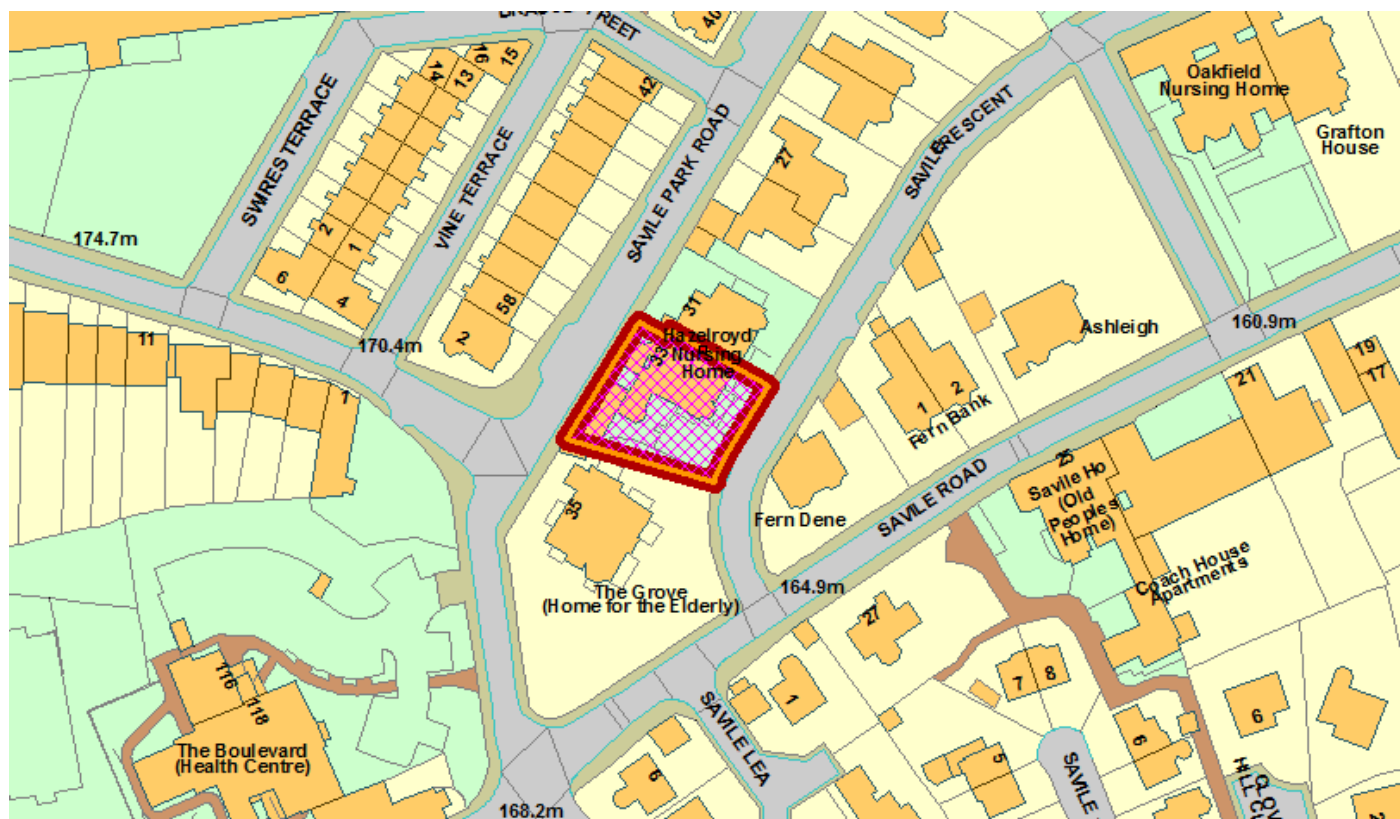 STREET
40
16
15
14
13
42
Oakfield
Nursing Home
Grafton
House
SWIRES TERRACE
VINE TERRACE
SAVILE PARK ROAD
27
SAVILE CRESCENT
174.7m
2
1
6
4
58
2
31
33
Hazelroyd
Nursing
Home
11
170.4m
1
Ashleigh
160.9m
19
17
21
1
2
Fern Bank
Fern Dene
SAVILE ROAD
25
Savile Ho
(Old
Peoples
Home)
Coach House
Apartments
35
The Grove
(Home for the Elderly)
164.9m
27
7
8
1
6
6
116
118
The Boulevard
(Health Centre)
SAVILE LEA
6
5
SAVILE
168.2m